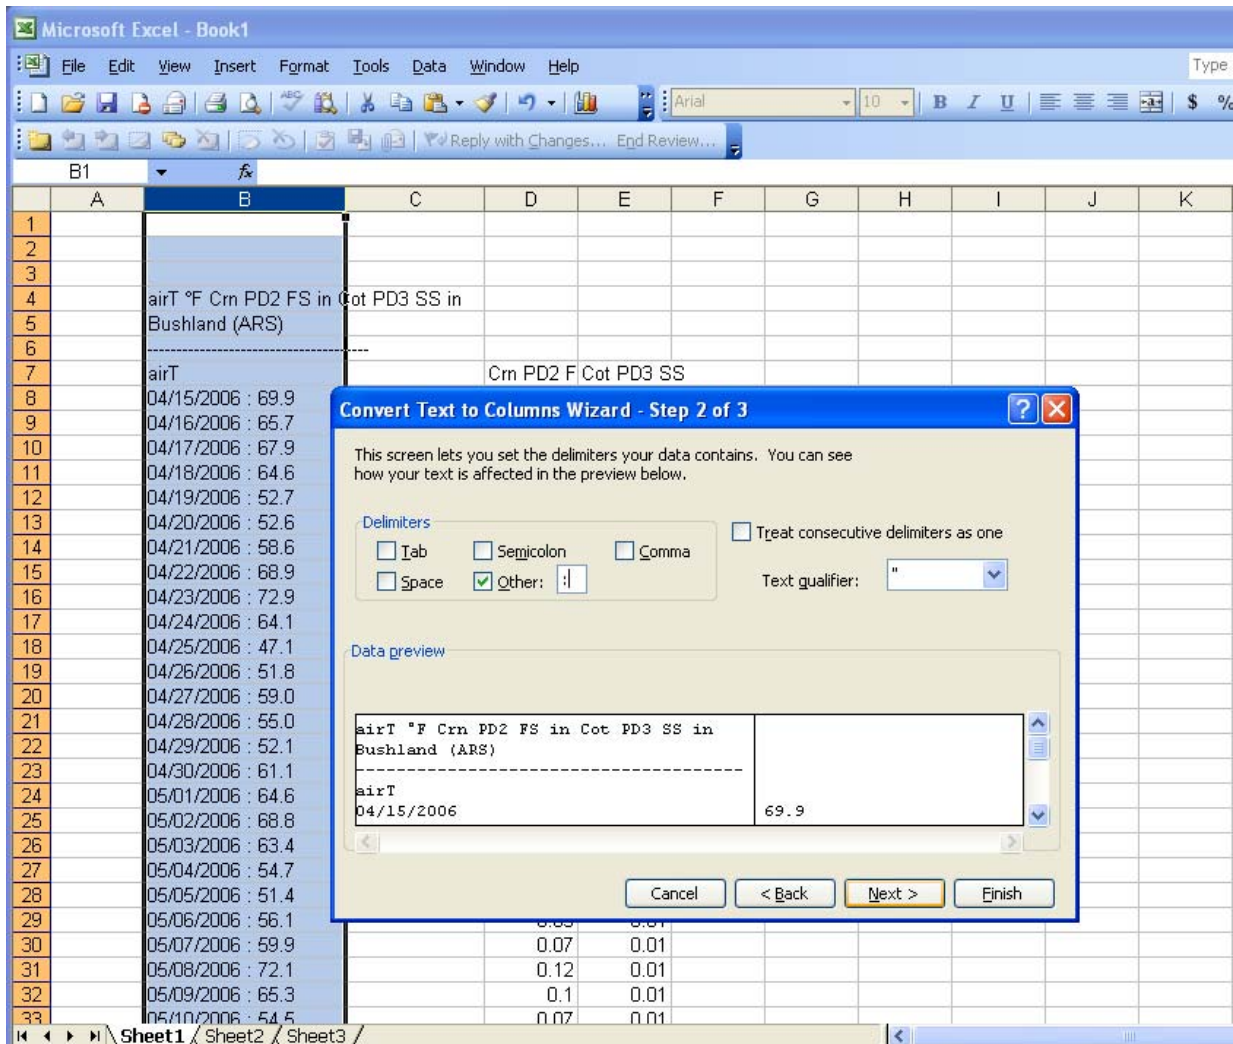 Microsoft Excel - Book1
File Edit View Insert Format Tools Data Window Help Type
Arial 10 B I U $ %
Reply with Changes... End Review...
B1 fx
A B C D E F G H I J K
1
2
3
4 airT °F Crn PD2 FS in Cot PD3 SS in
5 Bushland (ARS)
6 --------------------------------------
7 airT Crn PD2 F Cot PD3 SS
8 04/15/2006 : 69.9
9 04/16/2006 : 65.7
10 04/17/2006 : 67.9
11 04/18/2006 : 64.6
12 04/19/2006 : 52.7
13 04/20/2006 : 52.6
14 04/21/2006 : 58.6
15 04/22/2006 : 68.9
16 04/23/2006 : 72.9
17 04/24/2006 : 64.1
18 04/25/2006 : 47.1
19 04/26/2006 : 51.8
20 04/27/2006 : 59.0
21 04/28/2006 : 55.0
22 04/29/2006 : 52.1
23 04/30/2006 : 61.1
24 05/01/2006 : 64.6
25 05/02/2006 : 68.8
26 05/03/2006 : 63.4
27 05/04/2006 : 54.7
28 05/05/2006 : 51.4
29 05/06/2006 : 56.1
30 05/07/2006 : 59.9 0.07 0.01
31 05/08/2006 : 72.1 0.12 0.01
32 05/09/2006 : 65.3 0.1 0.01
33 05/10/2006 : 54.5 0.07 0.01
Convert Text to Columns Wizard - Step 2 of 3
This screen lets you set the delimiters your data contains. You can see
how your text is affected in the preview below.
Delimiters
Tab Semicolon Comma
Space Other: :
Treat consecutive delimiters as one
Text qualifier: "
Data preview
airT °F Crn PD2 FS in Cot PD3 SS in
Bushland (ARS)
--------------------------------------
airT
04/15/2006 69.9
Cancel < Back Next > Finish
Sheet1 Sheet2 Sheet3